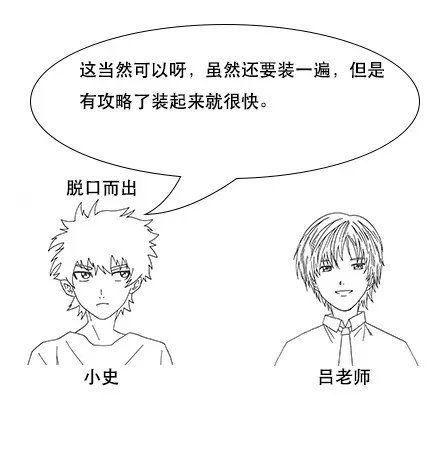 这当然可以呀，虽然还要装一遍，但是
有攻略了装起来就很快。
脱口而出
小史
吕老师